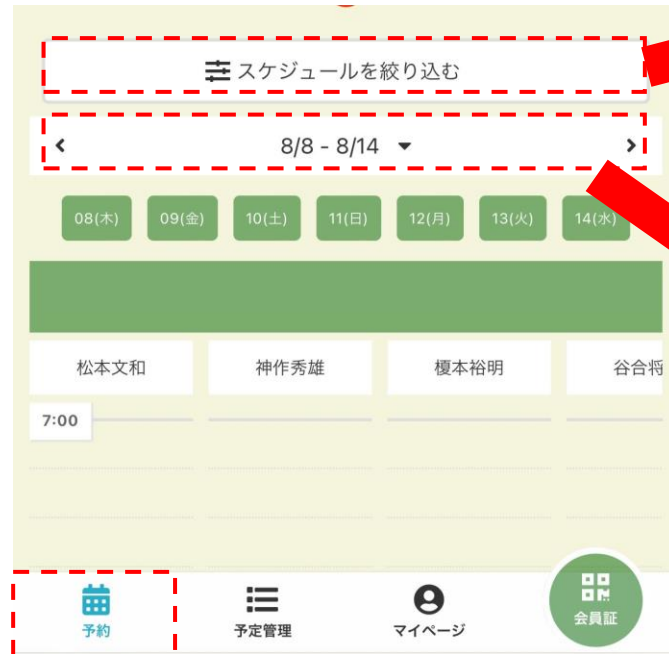 スケジュールを絞り込む
8/8 - 8/14
08(木) 09(金) 10(土) 11(日) 12(月) 13(火) 14(水)
松本文和 神作秀雄 榎本裕明 谷合将
7:00
予約 予定管理 マイページ 会員証